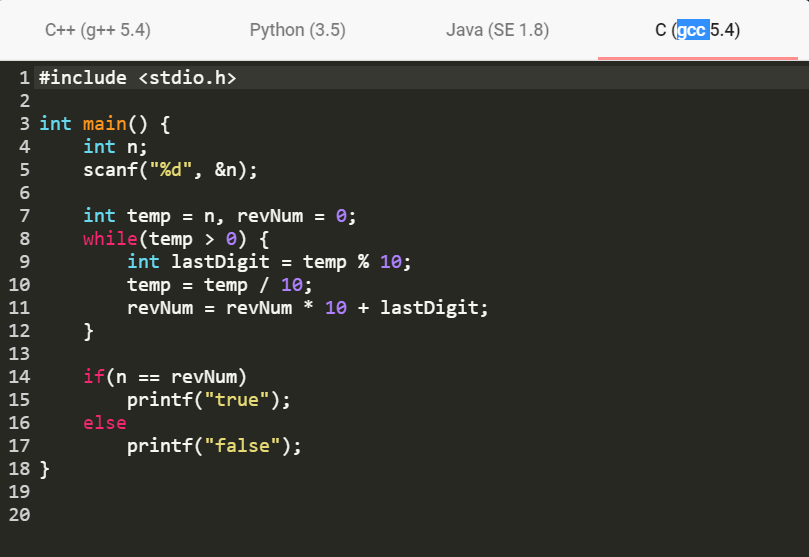 C++ (g++ 5.4) Python (3.5) Java (SE 1.8) C (gcc 5.4)
1 #include <stdio.h>
2
3 int main() {
4     int n;
5     scanf("%d", &n);
6
7     int temp = n, revNum = 0;
8     while(temp > 0) {
9         int lastDigit = temp % 10;
10         temp = temp / 10;
11         revNum = revNum * 10 + lastDigit;
12     }
13
14     if(n == revNum)
15         printf("true");
16     else
17         printf("false");
18 }
19
20